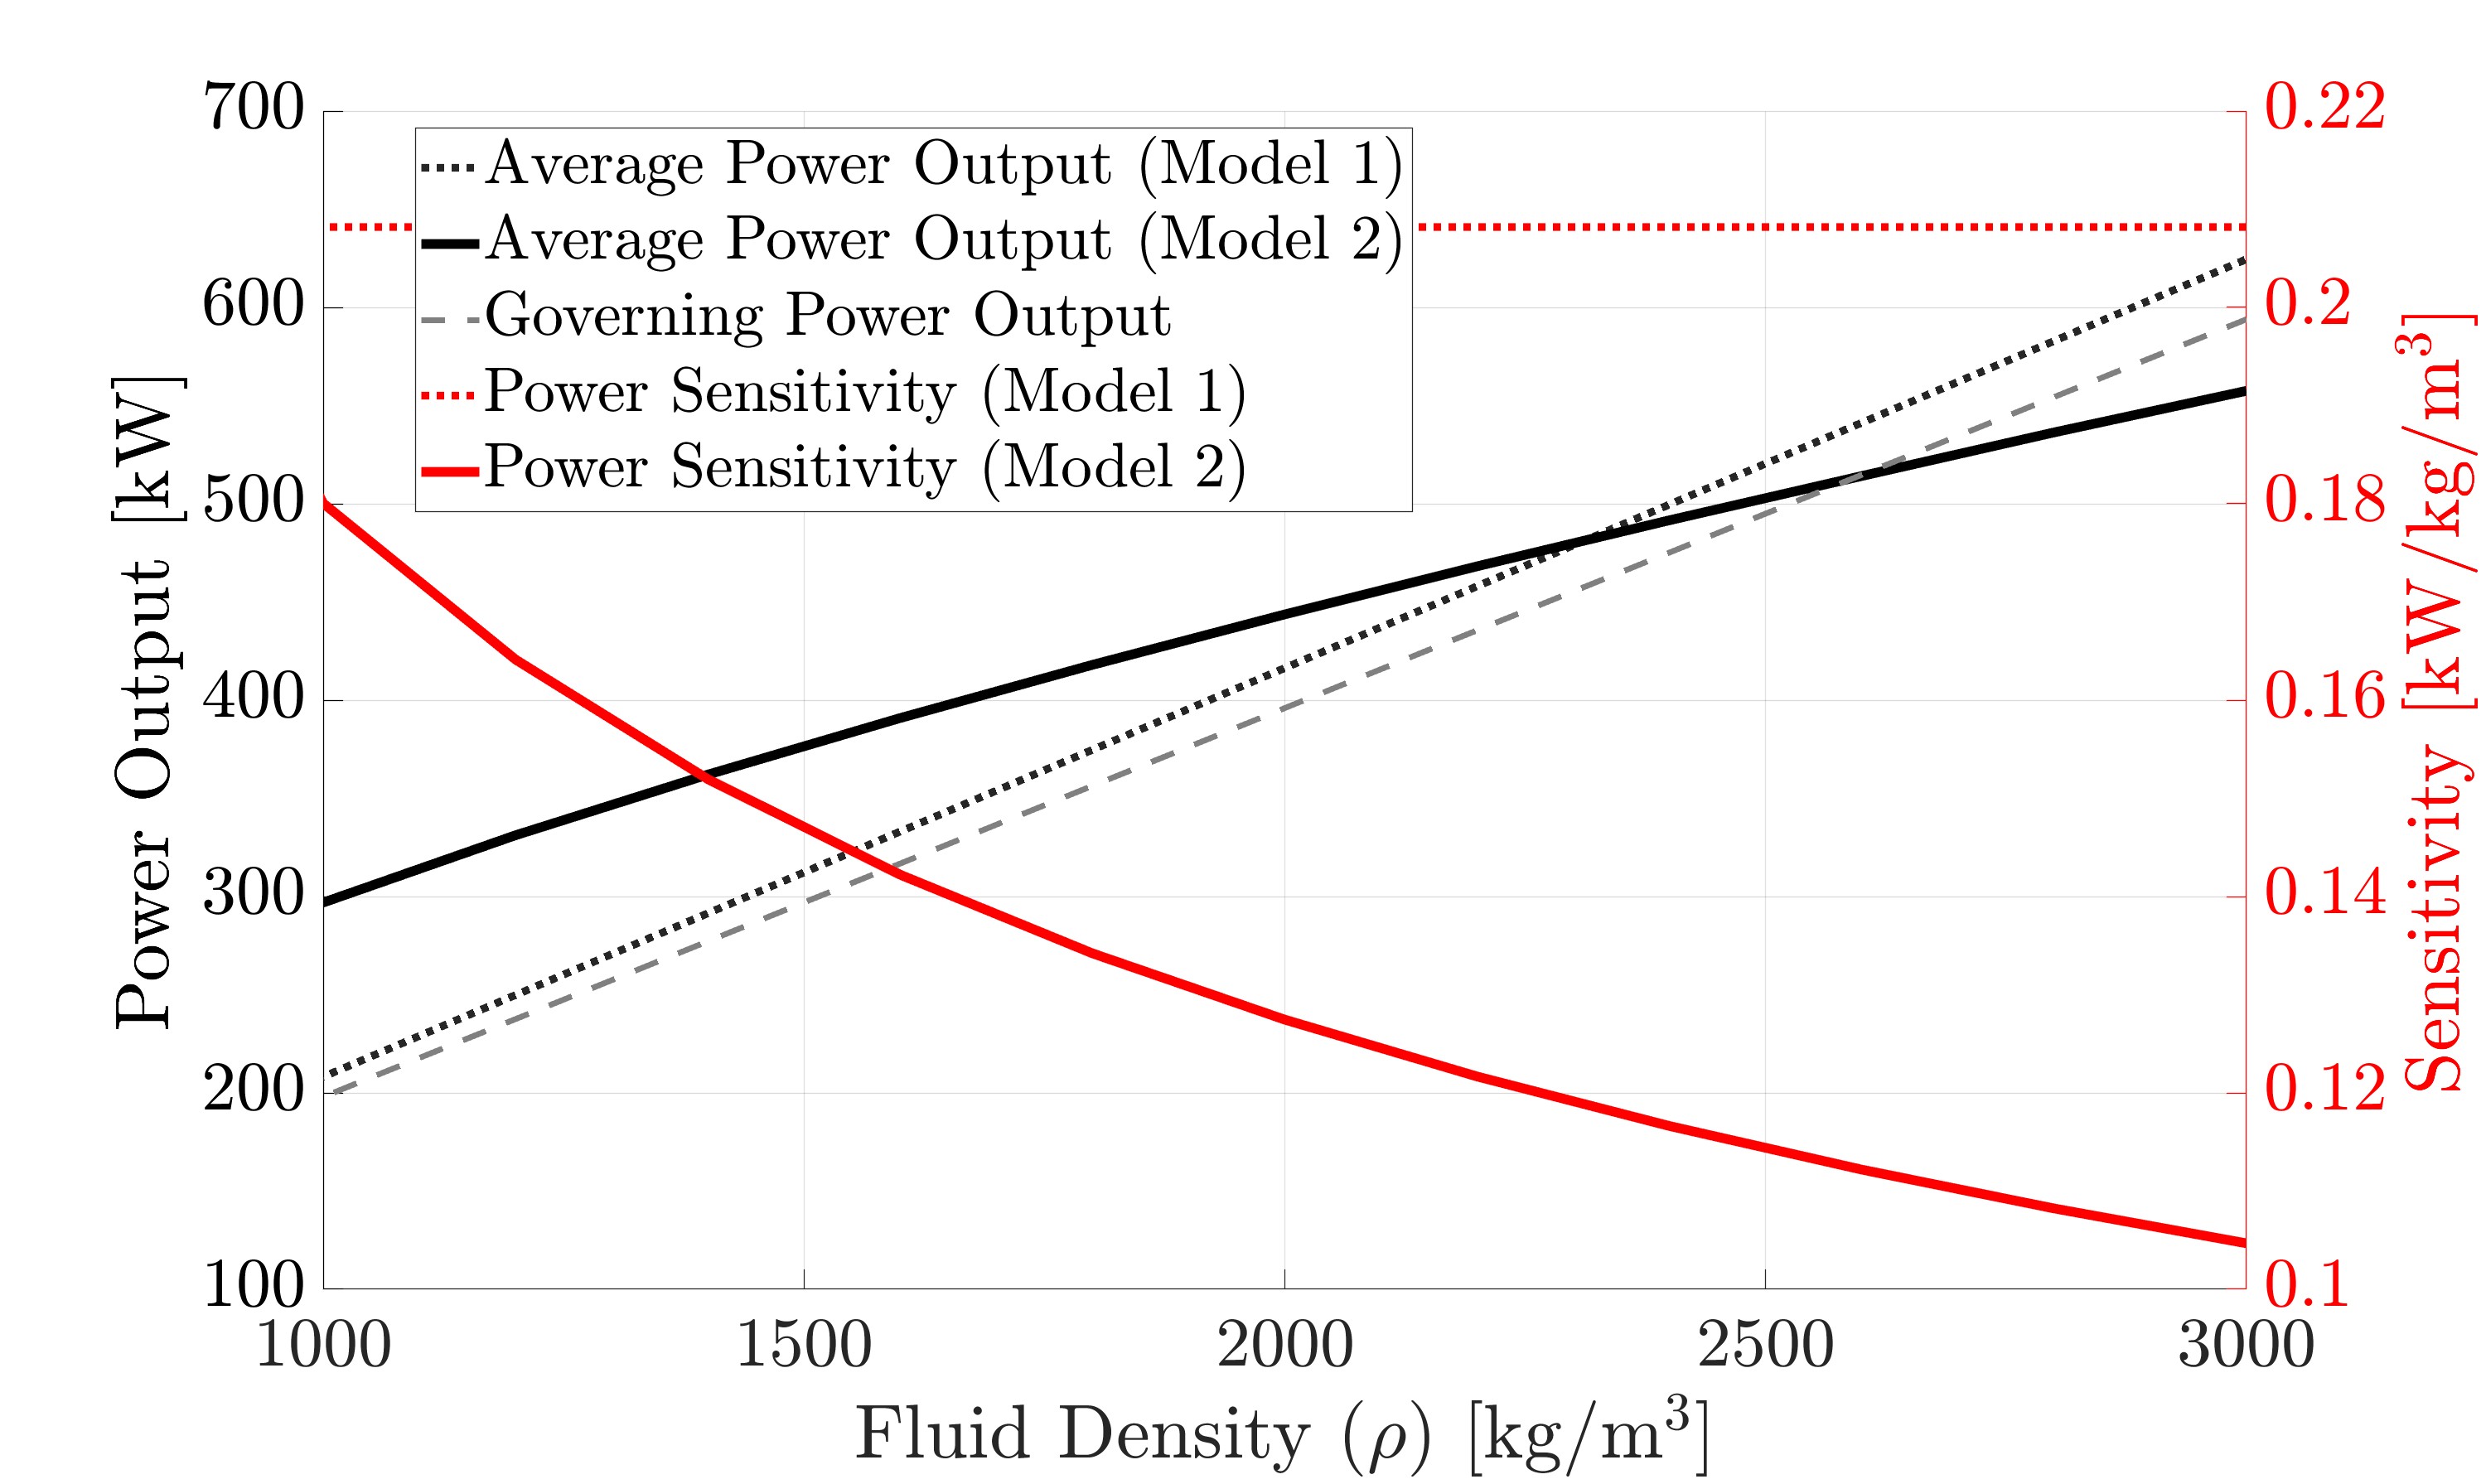 700
600
500
400
300
200
100
Power Output [kW]
Average Power Output (Model 1)
Average Power Output (Model 2)
Governing Power Output
Power Sensitivity (Model 1)
Power Sensitivity (Model 2)
0.22
0.2
0.18
0.16
0.14
0.12
0.1
Sensitivity [kW/kg/m³]
1000 1500 2000 2500 3000
Fluid Density (ρ) [kg/m³]